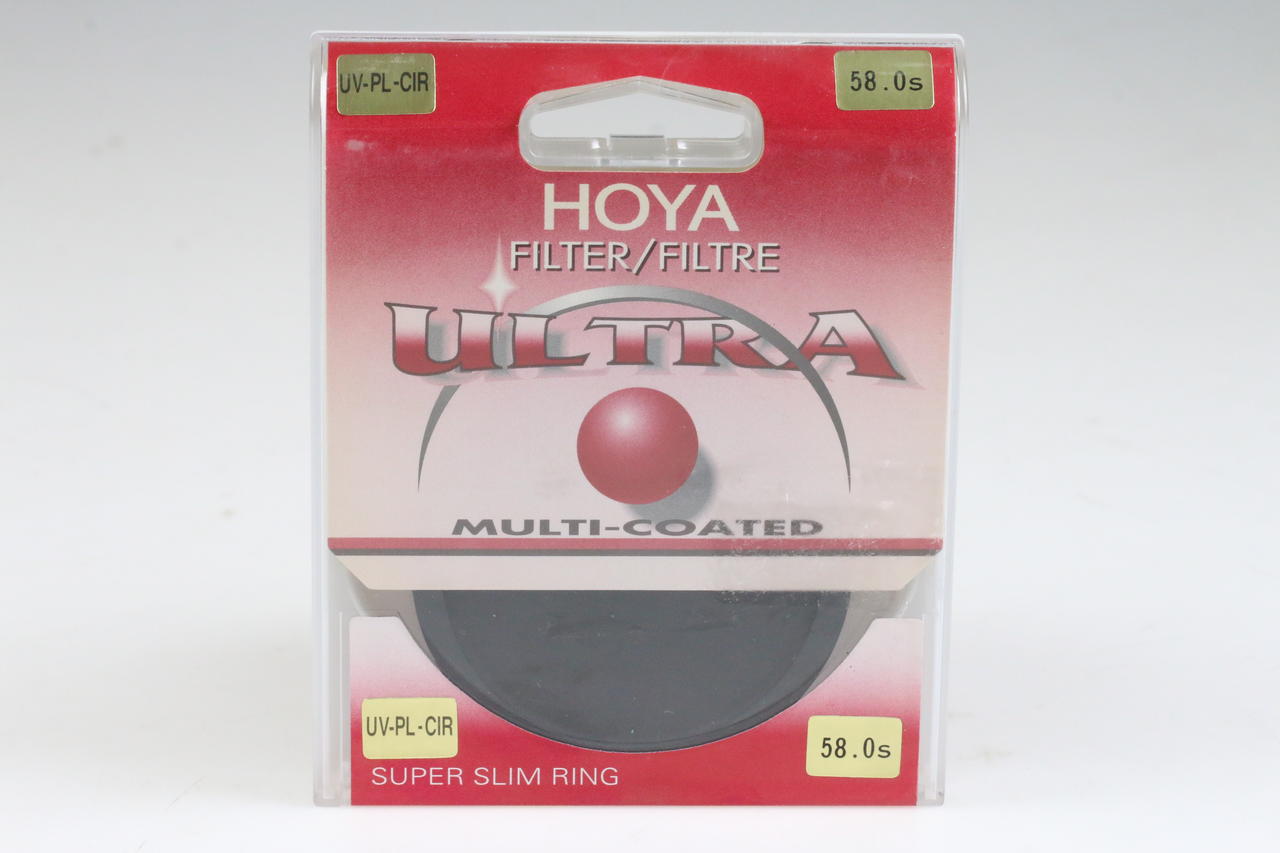 UV-PL-CIR
58.0s
HOYA
FILTER/FILTRE
ULTRA
MULTI-COATED
UV-PL-CIR
58.0s
SUPER SLIM RING